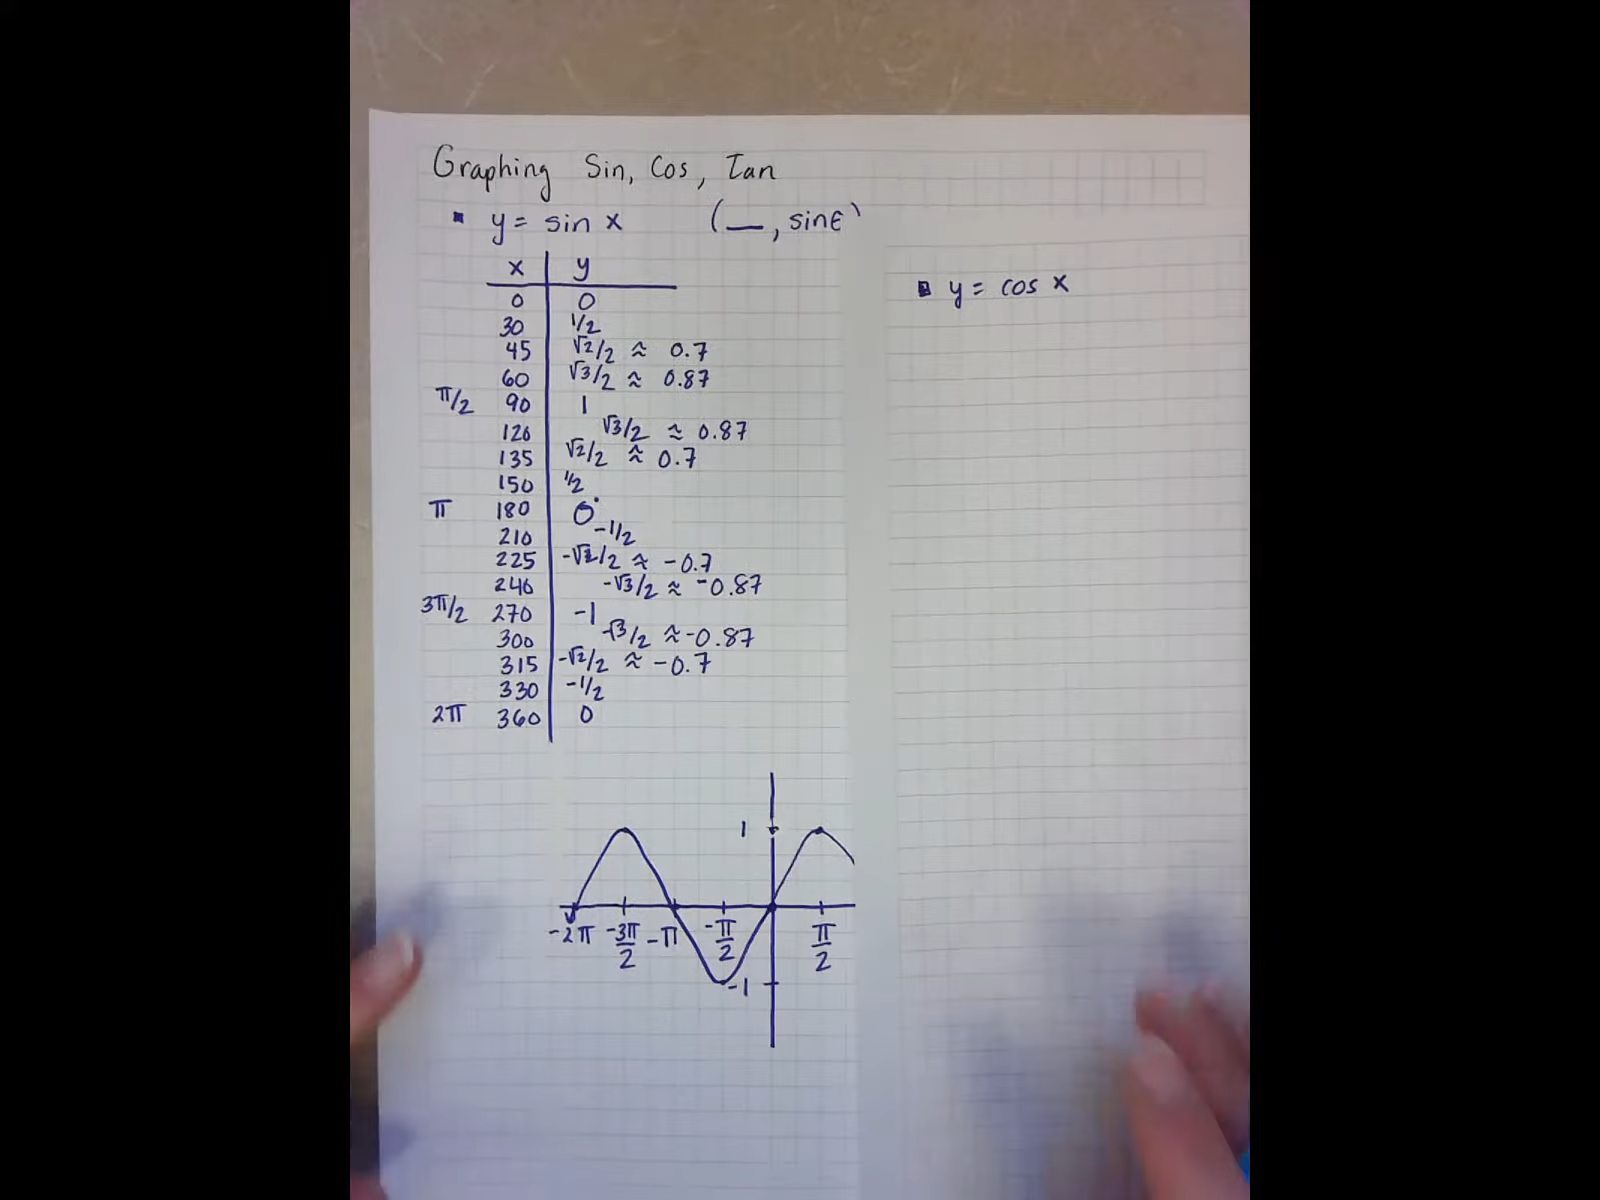 Graphing Sin, Cos, Tan
▪ y = sin x (__, sin
x y
0 0
30 1/2
45 √2/2 ≈ 0.7
60 √3/2 ≈ 0.87
π/2 90 1
120 √3/2 ≈ 0.87
135 √2/2 ≈ 0.7
150 1/2
π 180 0
210 -1/2
225 -√2/2 ≈ -0.7
240 -√3/2 ≈ -0.87
3π/2 270 -1
300 -√3/2 ≈ -0.87
315 -√2/2 ≈ -0.7
330 -1/2
2π 360 0
1
-2π -3π/2 -π -π/2 π/2
-1
▪ y = cos x